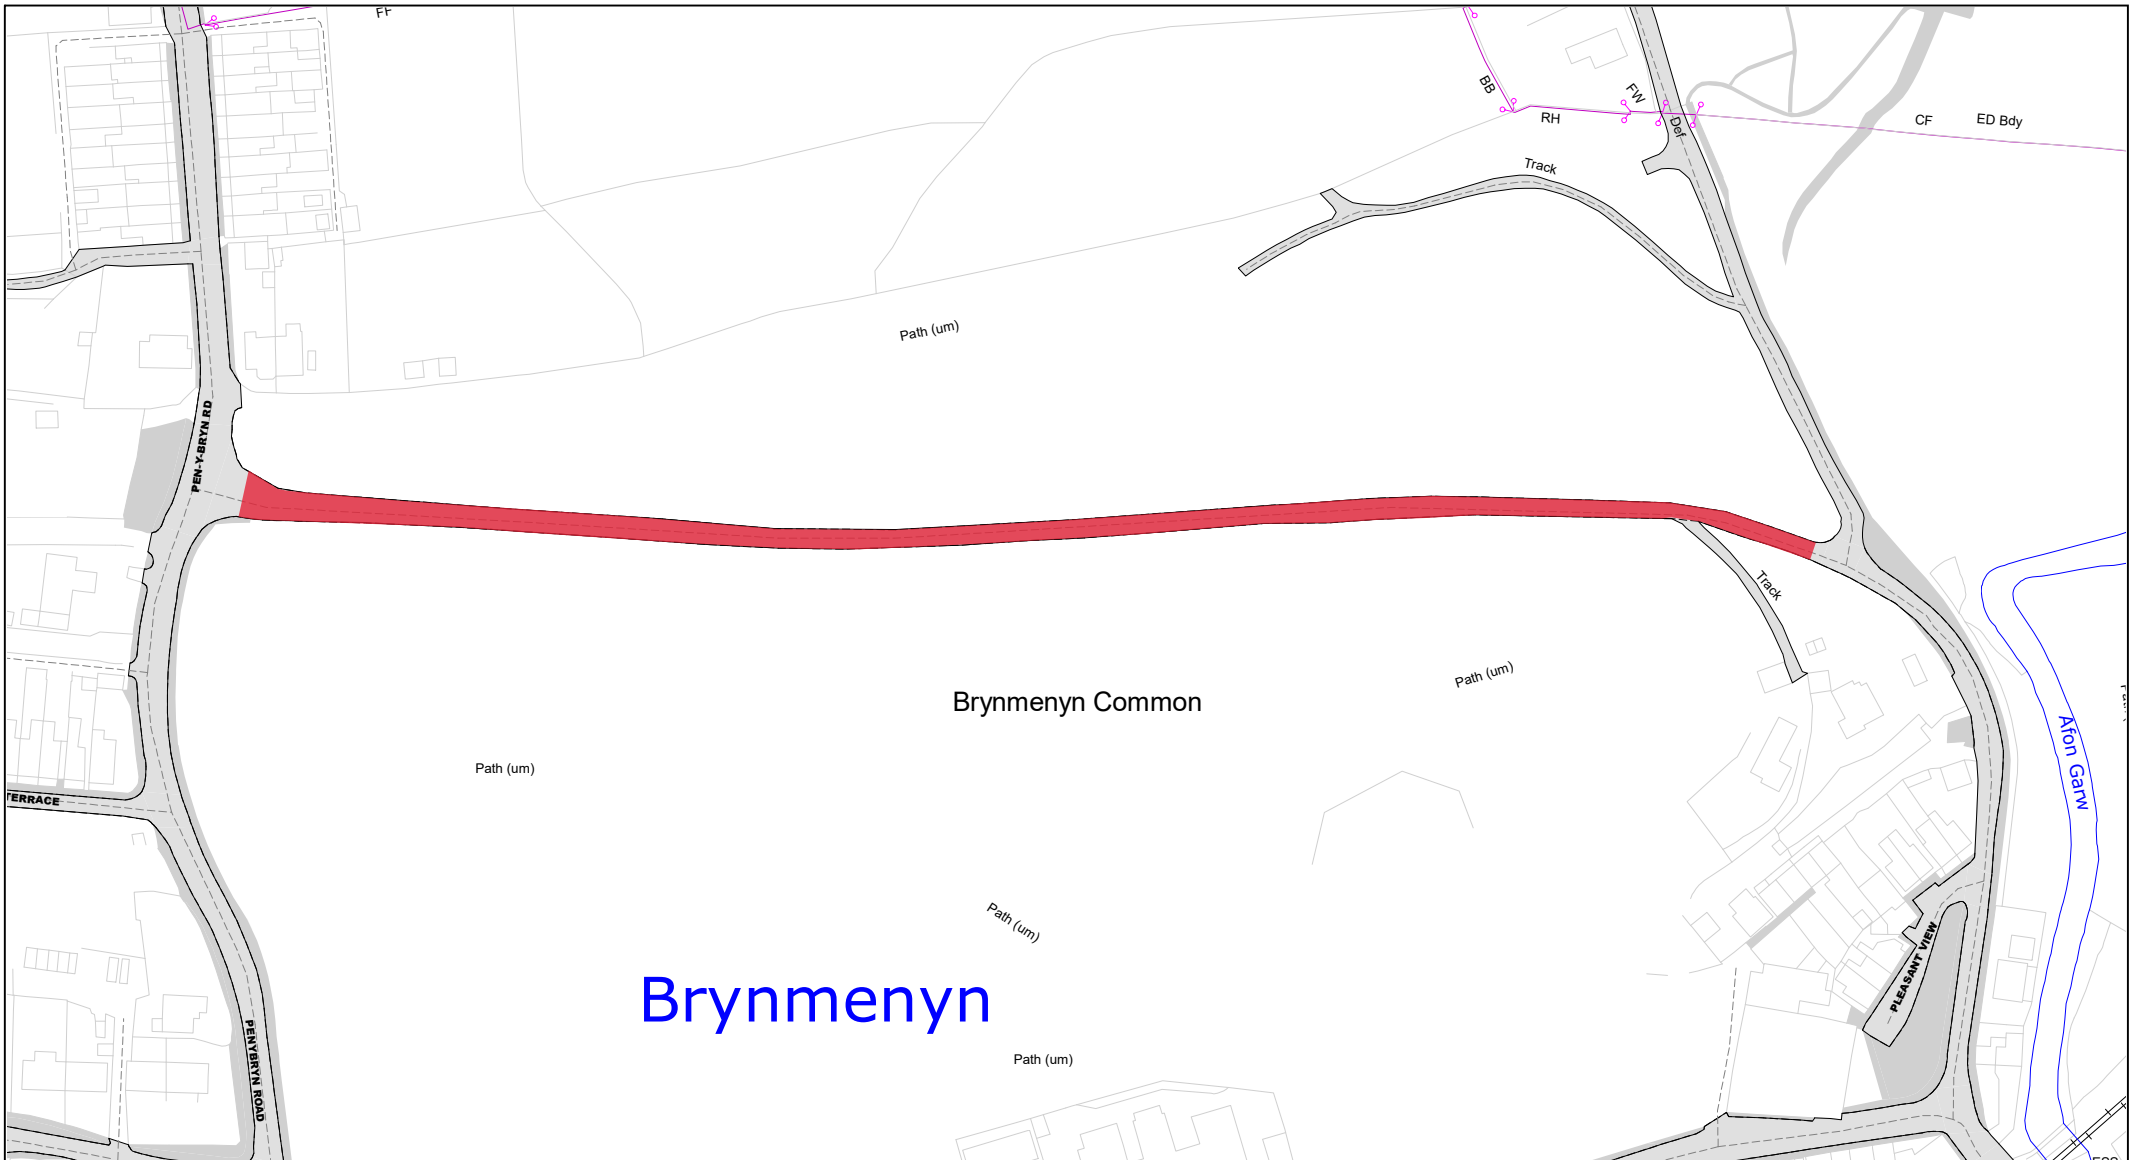 FF
BB
FW
RH
Def
CF
ED Bdy
Track
Path (um)
PEN-Y-BRYN RD
Track
Path (um)
Brynmenyn Common
Afon Garw
Path (um)
TERRACE
Path (um)
PLEASANT VIEW
Brynmenyn
PENYBRYN ROAD
Path (um)